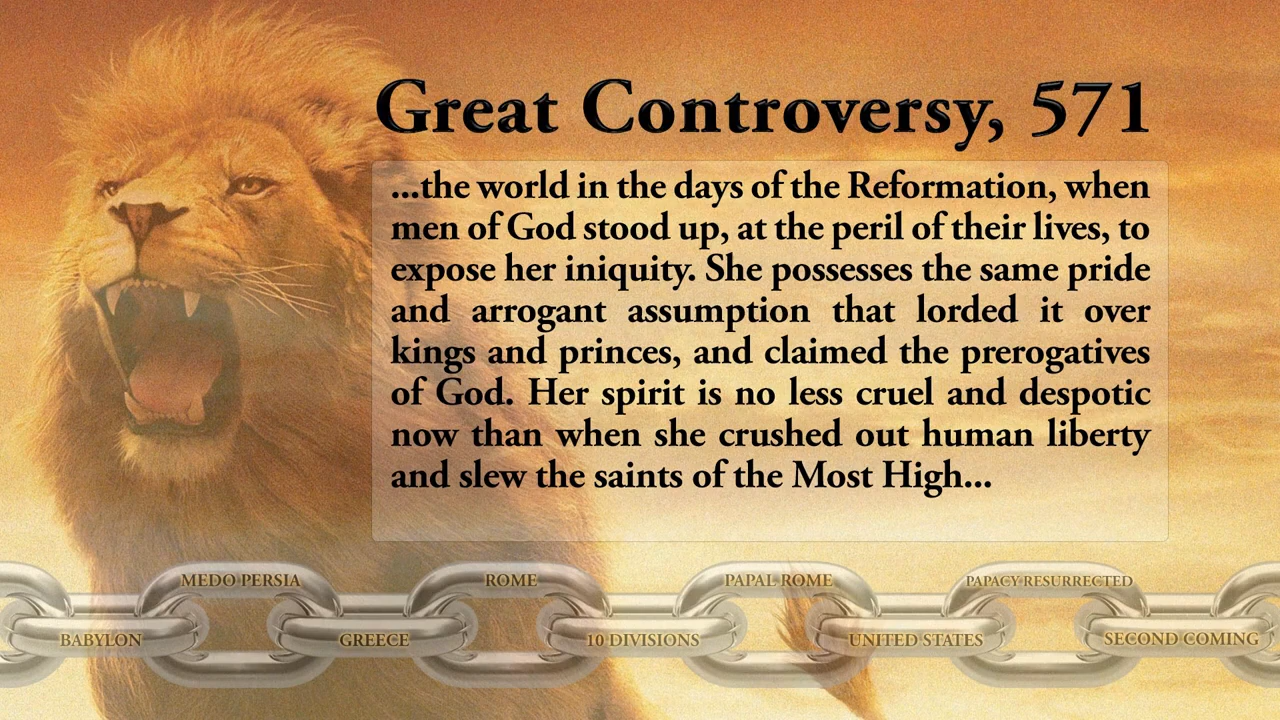 Great Controversy, 571
...the world in the days of the Reformation, when
men of God stood up, at the peril of their lives, to
expose her iniquity. She possesses the same pride
and arrogant assumption that lorded it over
kings and princes, and claimed the prerogatives
of God. Her spirit is no less cruel and despotic
now than when she crushed out human liberty
and slew the saints of the Most High...
BABYLON
MEDO PERSIA
GREECE
ROME
10 DIVISIONS
PAPAL ROME
UNITED STATES
PAPACY RESURRECTED
SECOND COMING